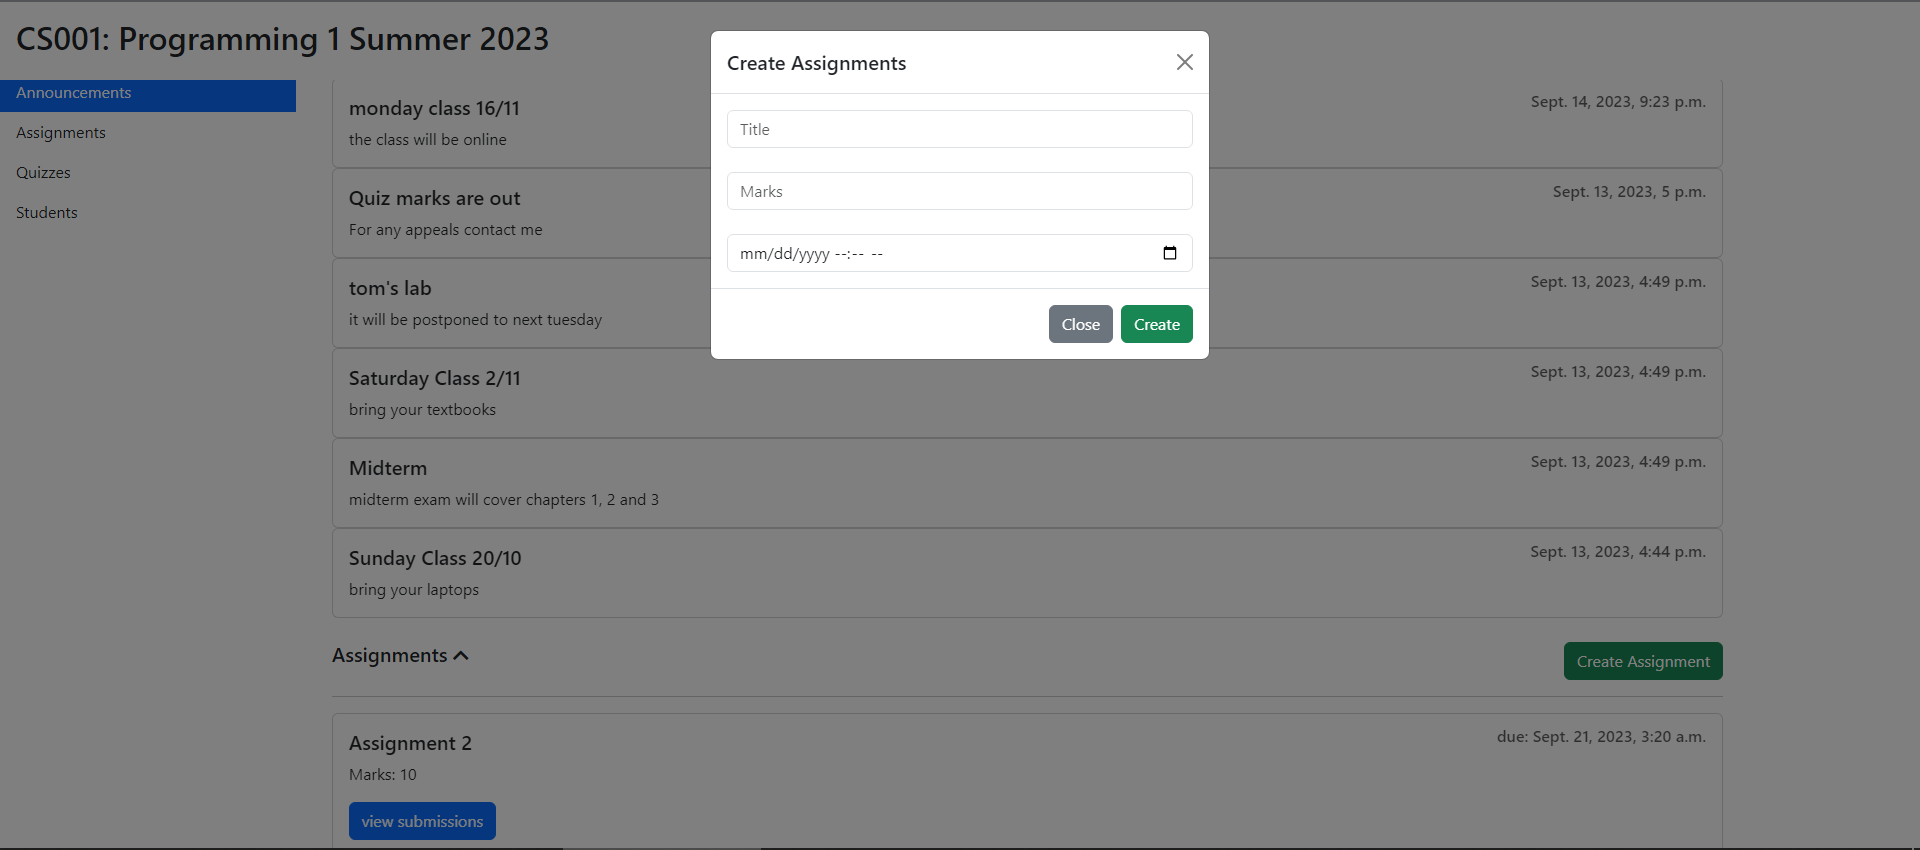 CS001: Programming 1 Summer 2023
Announcements
Assignments
Quizzes
Students
Create Assignments
Title
Marks
mm/dd/yyyy --:-- --
Close
Create
monday class 16/11
Sept. 14, 2023, 9:23 p.m.
the class will be online
Quiz marks are out
Sept. 13, 2023, 5 p.m.
For any appeals contact me
tom's lab
Sept. 13, 2023, 4:49 p.m.
it will be postponed to next tuesday
Saturday Class 2/11
Sept. 13, 2023, 4:49 p.m.
bring your textbooks
Midterm
Sept. 13, 2023, 4:49 p.m.
midterm exam will cover chapters 1, 2 and 3
Sunday Class 20/10
Sept. 13, 2023, 4:44 p.m.
bring your laptops
Assignments
Create Assignment
Assignment 2
due: Sept. 21, 2023, 3:20 a.m.
Marks: 10
view submissions